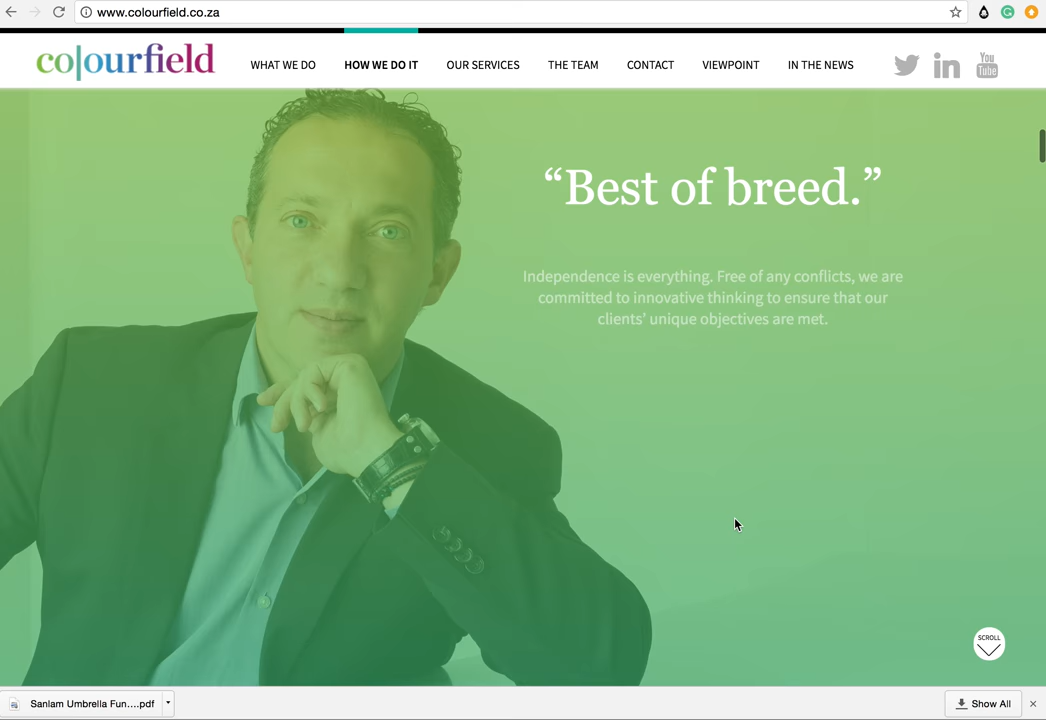 www.colourfield.co.za
colourfield
WHAT WE DO
HOW WE DO IT
OUR SERVICES
THE TEAM
CONTACT
VIEWPOINT
IN THE NEWS
You
Tube
“Best of breed.”
Independence is everything. Free of any conflicts, we are
committed to innovative thinking to ensure that our
clients’ unique objectives are met.
SCROLL
Sanlam Umbrella Fun....pdf
Show All